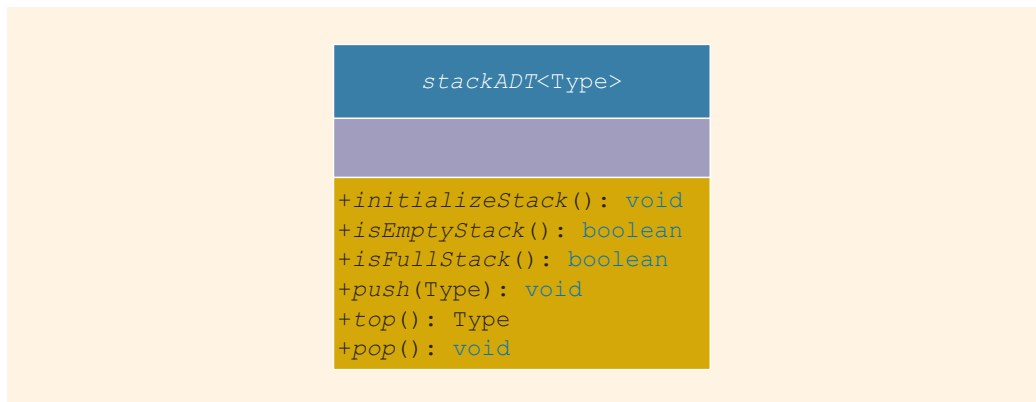 stackADT<Type>
+initializeStack(): void
+isEmptyStack(): boolean
+isFullStack(): boolean
+push(Type): void
+top(): Type
+pop(): void